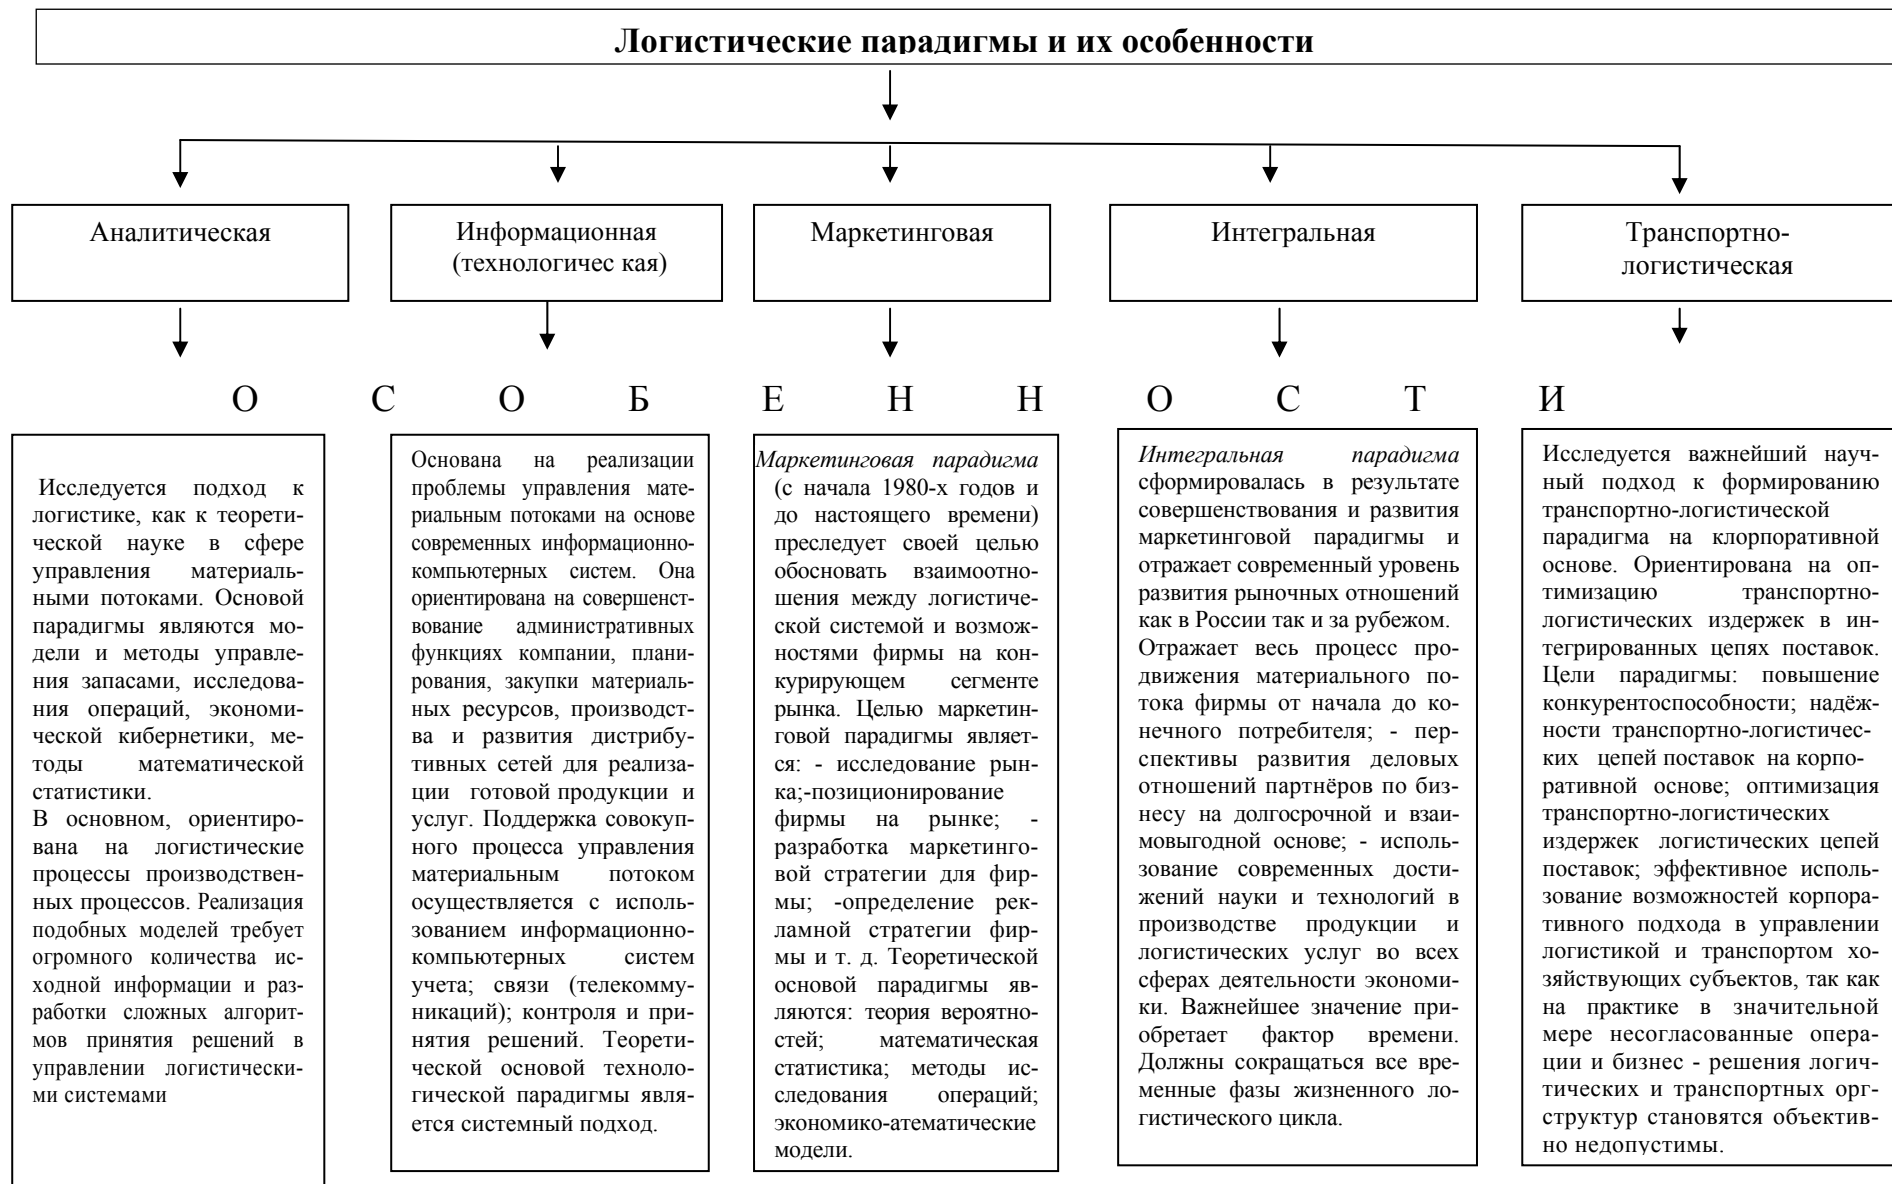 Логистические парадигмы и их особенности
Аналитическая
Информационная
(технологичес кая)
Маркетинговая
Интегральная
Транспортно-
логистическая
О С О Б Е Н Н О С Т И
Исследуется подход к
логистике, как к теорети-
ческой науке в сфере
управления материаль-
ными потоками. Основой
парадигмы являются мо-
дели и методы управле-
ния запасами, исследова-
ния операций, экономи-
ческой кибернетики, ме-
тоды математической
статистики.
В основном, ориентиро-
вана на логистические
процессы производствен-
ных процессов. Реализация
подобных моделей требует
огромного количества ис-
ходной информации и раз-
работки сложных алгорит-
мов принятия решений в
управлении логистически-
ми системами
Основана на реализации
проблемы управления мате-
риальным потоками на основе
современных информационно-
компьютерных систем. Она
ориентирована на совершенст-
вование административных
функциях компании, плани-
рования, закупки материаль-
ных ресурсов, производст-
ва и развития дистрибу-
тивных сетей для реализа-
ции готовой продукции и
услуг. Поддержка совокуп-
ного процесса управления
материальным потоком
осуществляется с исполь-
зованием информационно-
компьютерных систем
учета; связи (телекомму-
никаций); контроля и при-
нятия решений. Теорети-
ческой основой техноло-
гической парадигмы явля-
ется системный подход.
Маркетинговая парадигма
(с начала 1980-х годов и
до настоящего времени)
преследует своей целью
обосновать взаимоотно-
шения между логистиче-
ской системой и возмож-
ностями фирмы на кон-
курирующем сегменте
рынка. Целью маркетин-
говой парадигмы являет-
ся: - исследование рын-
ка;-позиционирование
фирмы на рынке; -
разработка маркетинго-
вой стратегии для фир-
мы; -определение рек-
ламной стратегии фир-
мы и т. д. Теоретической
основой парадигмы яв-
ляются: теория вероятно-
стей; математическая
статистика; методы ис-
следования операций;
экономико-атематические
модели.
Интегральная парадигма
сформировалась в результате
совершенствования и развития
маркетинговой парадигмы и
отражает современный уровень
развития рыночных отношений
как в России так и за рубежом.
Отражает весь процесс про-
движения материального по-
тока фирмы от начала до ко-
нечного потребителя; - пер-
спективы развития деловых
отношений партнёров по биз-
несу на долгосрочной и взаи-
мовыгодной основе; - исполь-
зование современных дости-
жений науки и технологий в
производстве продукции и
логистических услуг во всех
сферах деятельности экономи-
ки. Важнейшее значение при-
обретает фактор времени.
Должны сокращаться все вре-
менные фазы жизненного ло-
гистического цикла.
Исследуется важнейший науч-
ный подход к формированию
транспортно-логистической
парадигма на клорпоративной
основе. Ориентирована на оп-
тимизацию транспортно-
логистических издержек в ин-
тегрированных цепях поставок.
Цели парадигмы: повышение
конкурентоспособности; надёж-
ности транспортно-логистичес-
ких цепей поставок на корпо-
ративной основе; оптимизация
транспортно-логистических
издержек логистических цепей
поставок; эффективное исполь-
зование возможностей корпора-
тивного подхода в управлении
логистикой и транспортом хо-
зяйствующих субъектов, так как
на практике в значительной
мере несогласованные опера-
ции и бизнес - решения логич-
тических и транспортных орг-
структур становятся объектив-
но недопустимы.